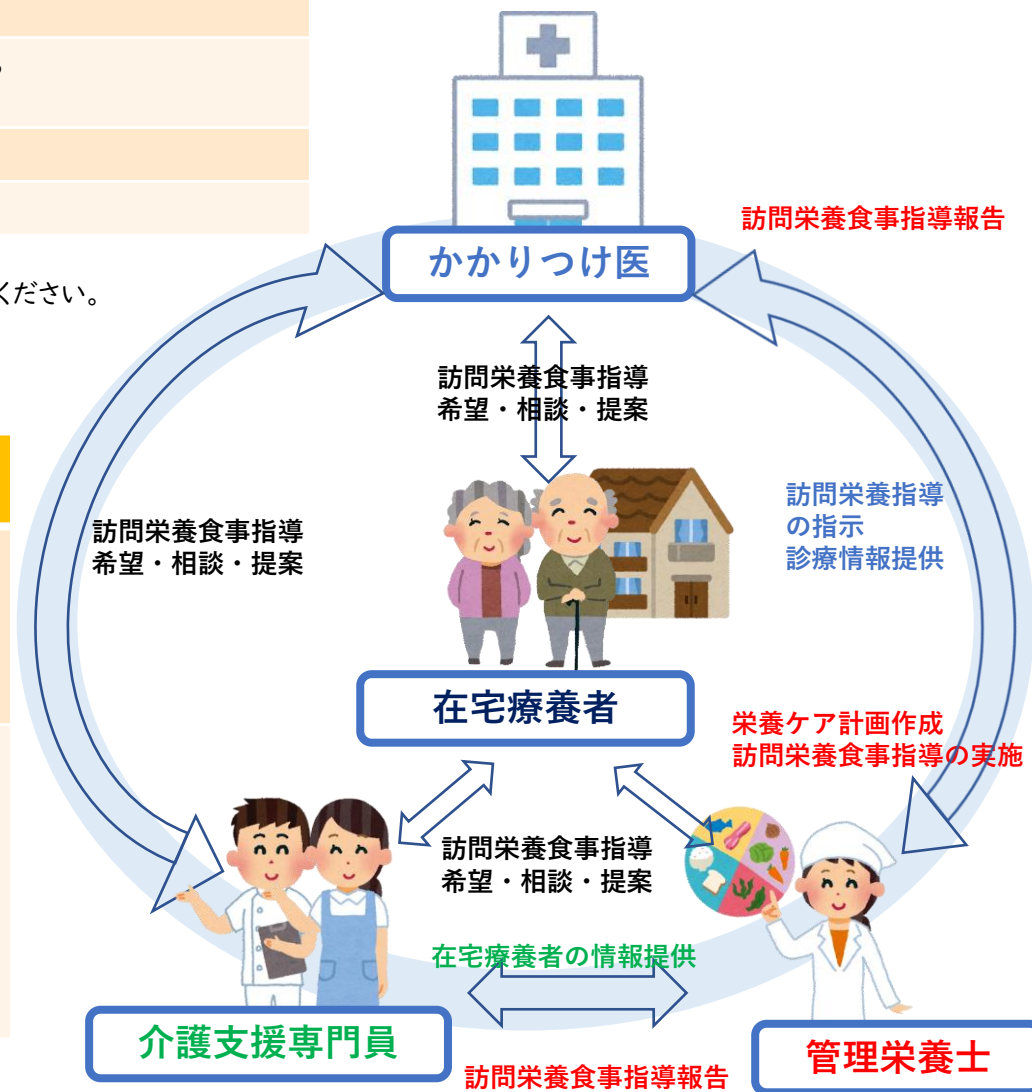 ください。
かかりつけ医
訪問栄養食事指導報告
訪問栄養食事指導
希望・相談・提案
訪問栄養食事指導
希望・相談・提案
訪問栄養指導
の指示
診療情報提供
在宅療養者
栄養ケア計画作成
訪問栄養食事指導の実施
訪問栄養食事指導
希望・相談・提案
在宅療養者の情報提供
介護支援専門員
訪問栄養食事指導報告
管理栄養士